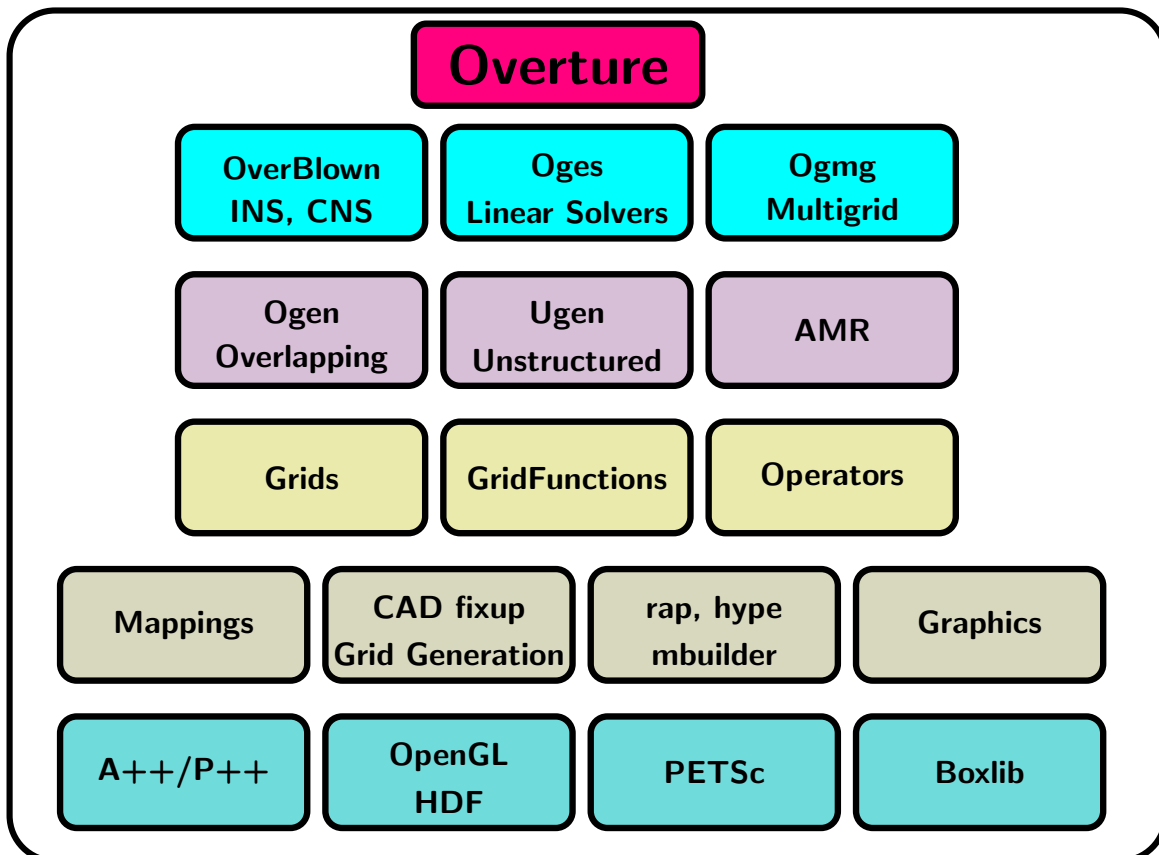 Overture
OverBlown
INS, CNS
Oges
Linear Solvers
Ogmg
Multigrid
Ogen
Overlapping
Ugen
Unstructured
AMR
Grids
GridFunctions
Operators
Mappings
CAD fixup
Grid Generation
rap, hype
mbuilder
Graphics
A++/P++
OpenGL
HDF
PETSc
Boxlib